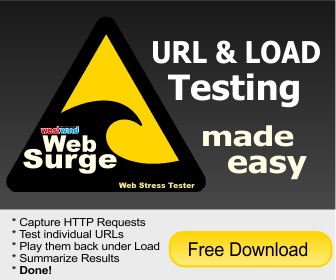 URL & LOAD
Testing
made
easy
west wind
Web
Surge
Web Stress Tester
* Capture HTTP Requests
* Test individual URLs
* Play them back under Load
* Summarize Results
* Done!
Free Download